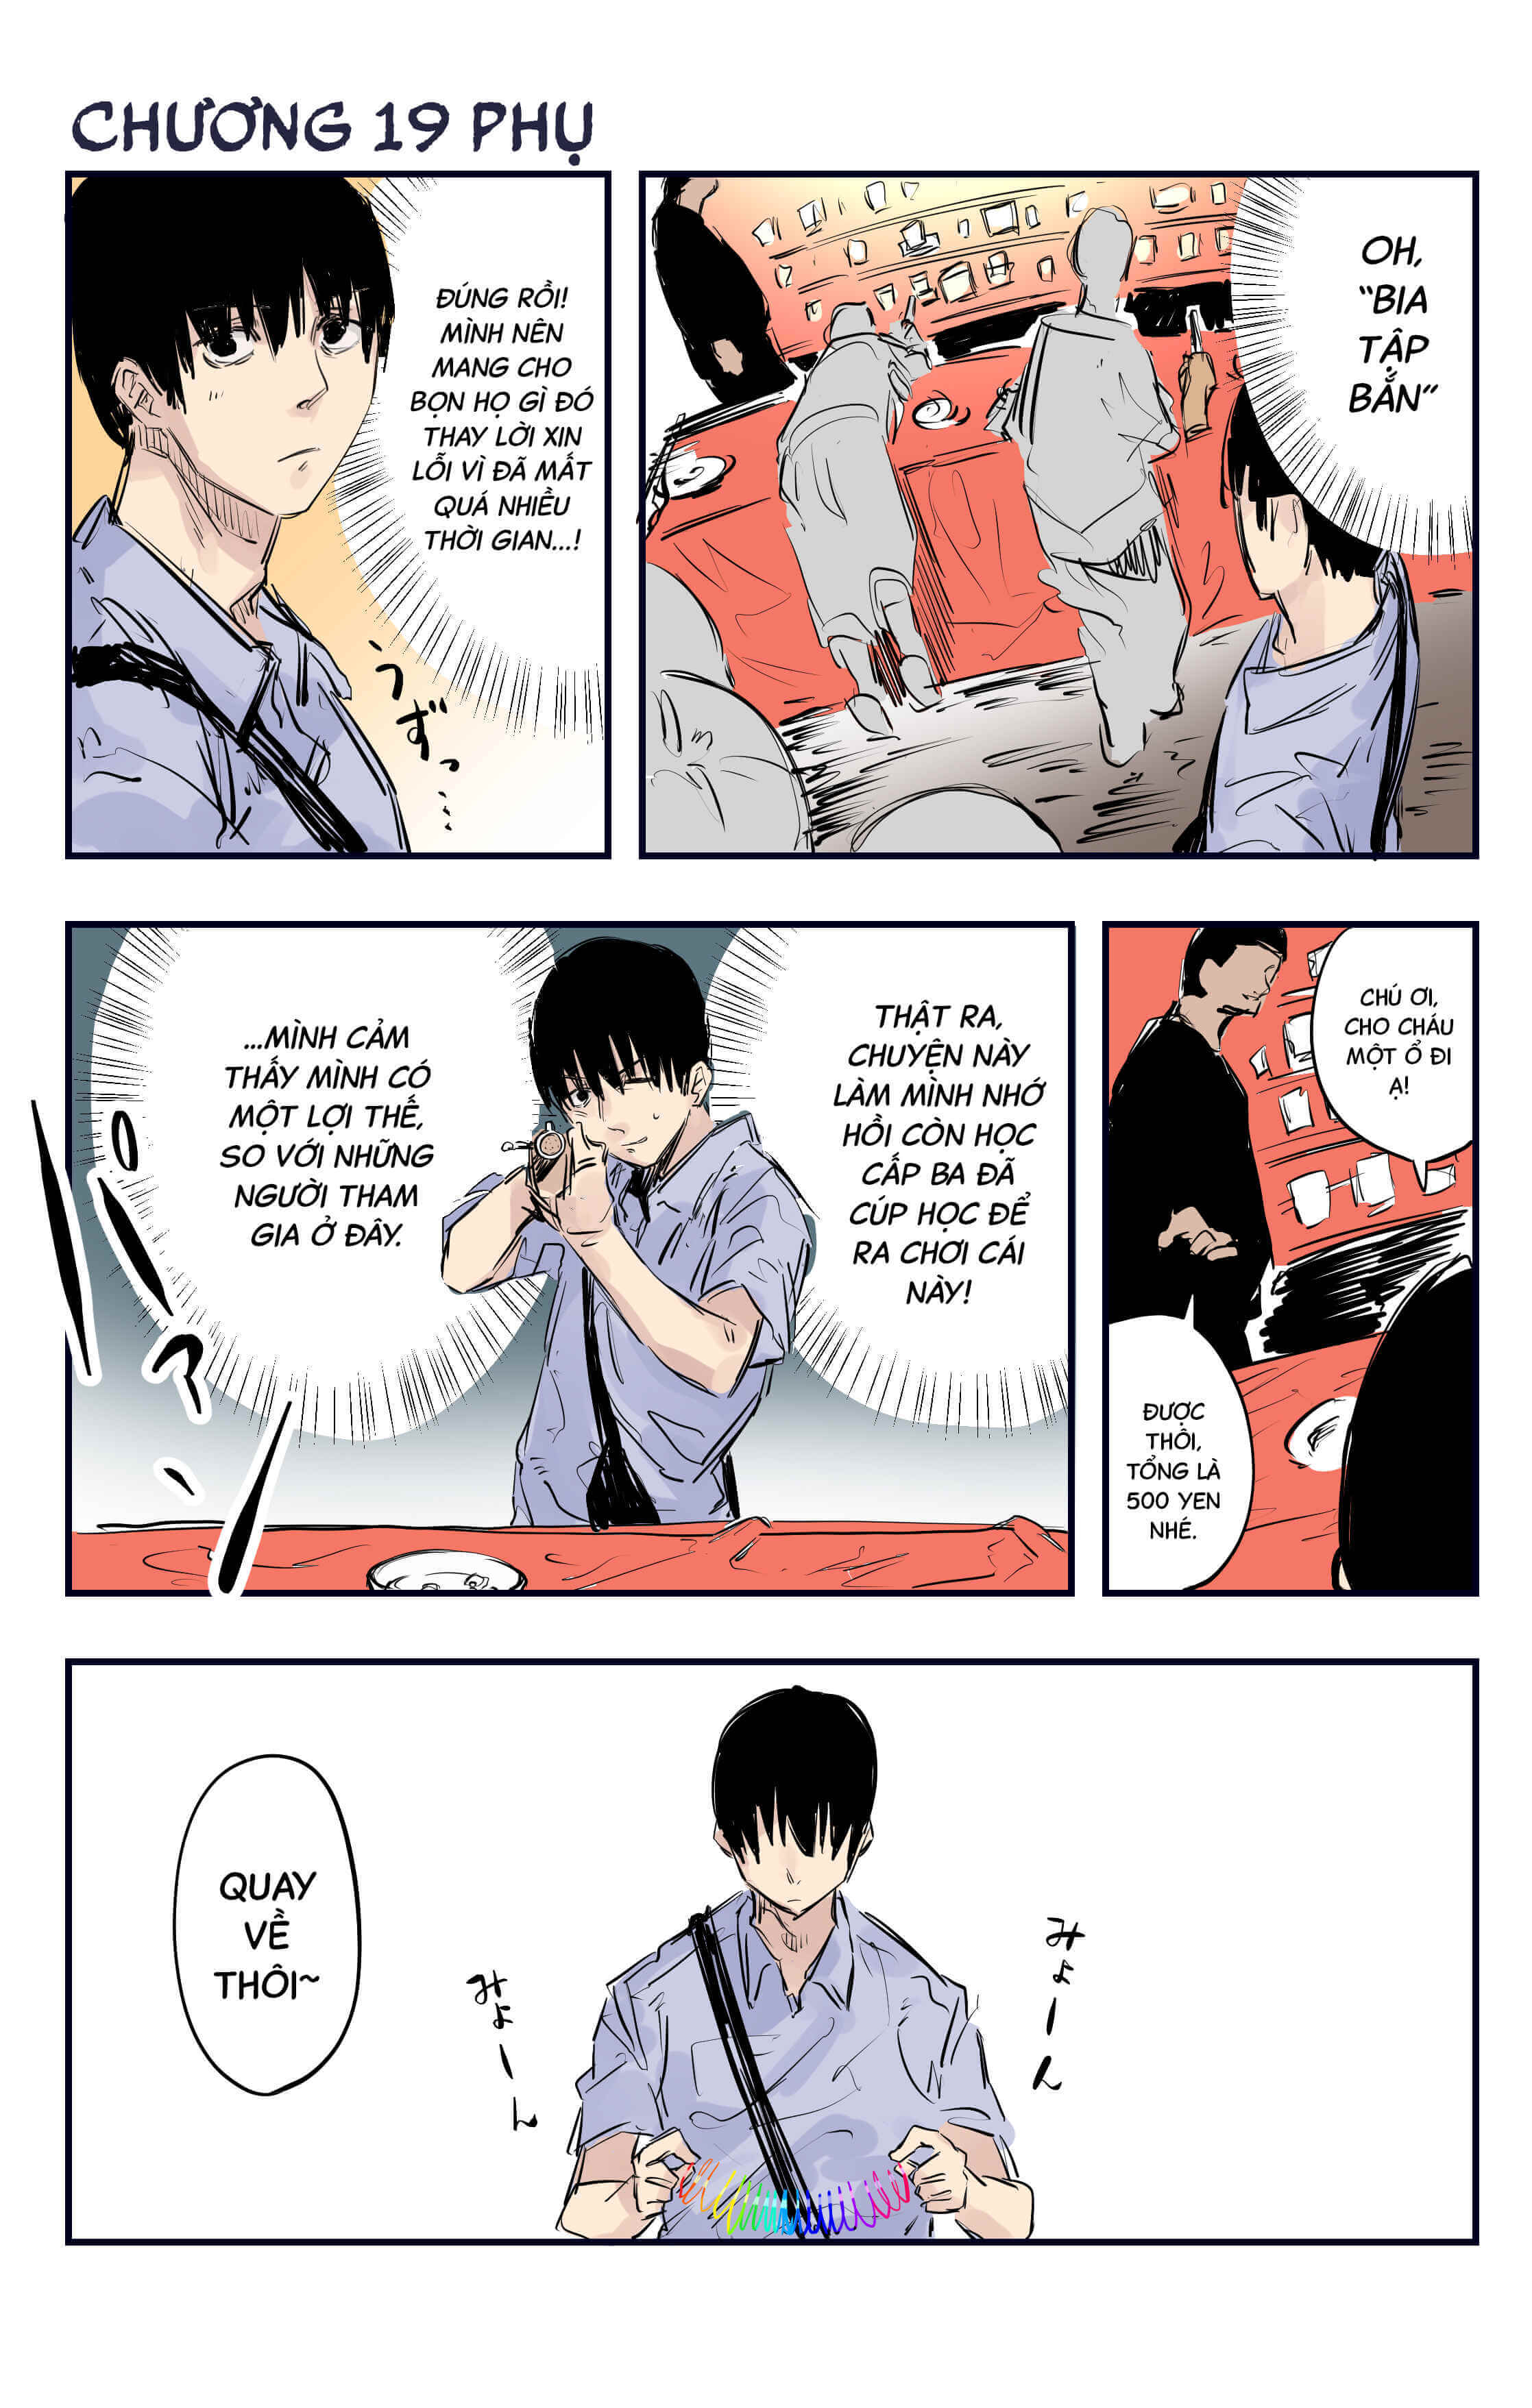 CHƯƠNG 19 PHỤ
OH,
“BIA
TẬP
BẮN”
ĐÚNG RỒI!
MÌNH NÊN
MANG CHO
BỌN HỌ GÌ ĐÓ
THAY LỜI XIN
LỖI VÌ ĐÃ MẤT
QUÁ NHIỀU
THỜI GIAN...!
うずっ…
CHÚ ƠI,
CHO CHÁU
MỘT Ổ ĐI
Ạ!
ĐƯỢC
THÔI,
TỔNG LÀ
500 YEN
NHÉ.
THẬT RA,
CHUYỆN NÀY
LÀM MÌNH NHỚ
HỒI CÒN HỌC
CẤP BA ĐÃ
CÚP HỌC ĐỂ
RA CHƠI CÁI
NÀY!
...MÌNH CẢM
THẤY MÌNH CÓ
MỘT LỢI THẾ,
SO VỚI NHỮNG
NGƯỜI THAM
GIA Ở ĐÂY.
パンッ
みょーん
みょーん
QUAY
VỀ
THÔI~